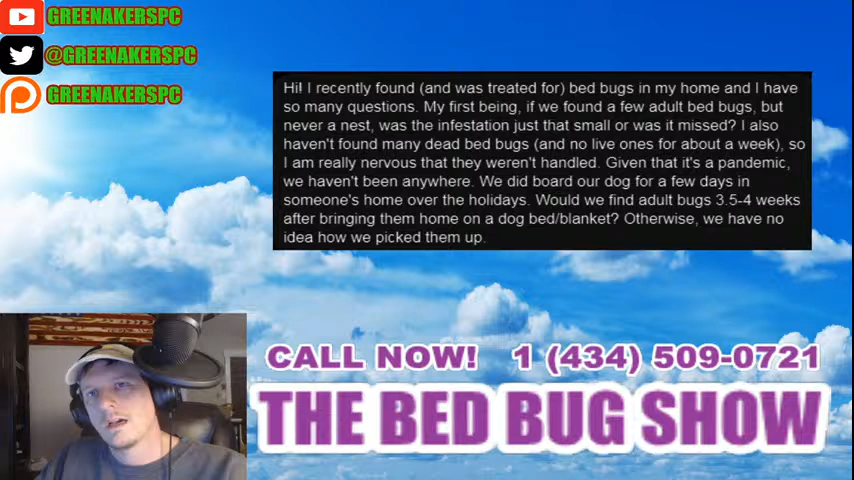 GREENAKERSPC
@GREENAKERSPC
GREENAKERSPC
Hi! I recently found (and was treated for) bed bugs in my home and I have
so many questions. My first being, if we found a few adult bed bugs, but
never a nest, was the infestation just that small or was it missed? I also
haven't found many dead bed bugs (and no live ones for about a week), so
I am really nervous that they weren't handled. Given that it's a pandemic,
we haven't been anywhere. We did board our dog for a few days in
someone's home over the holidays. Would we find adult bugs 3.5-4 weeks
after bringing them home on a dog bed/blanket? Otherwise, we have no
idea how we picked them up.
CALL NOW! 1 (434) 509-0721
THE BED BUG SHOW